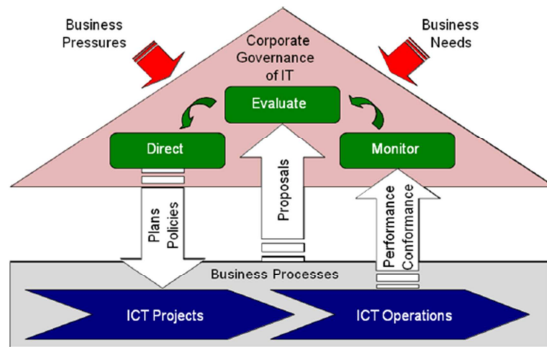 Business
Pressures
Business
Needs
Corporate
Governance
of IT
Evaluate
Direct
Monitor
Plans
Policies
Proposals
Performance
Conformance
Business Processes
ICT Projects
ICT Operations